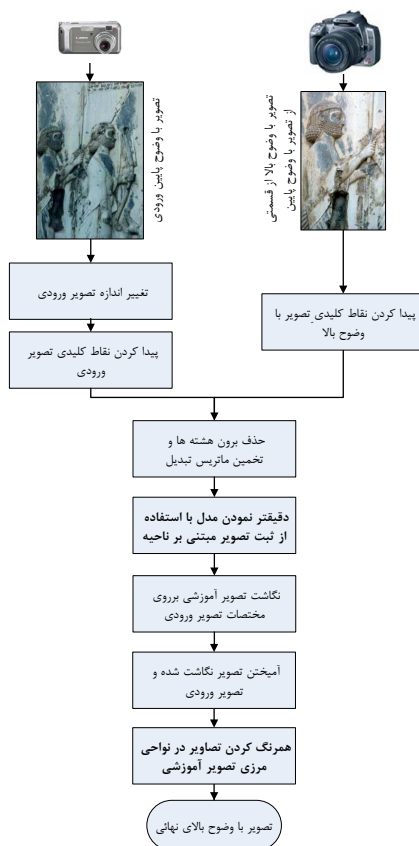 تصویر با وضوح پایین ورودی
تصویر با وضوح بالا از قسمتی
از تصویر با وضوح پایین
تغییر اندازه تصویر ورودی
پیدا کردن نقاط کلیدی تصویر
ورودی
پیدا کردن نقاط کلیدیِ تصویر با
وضوح بالا
حذف برون هشته ها و
تخمین ماتریس تبدیل
دقیقتر نمودن مدل با استفاده
از ثبت تصویر مبتنی بر ناحیه
نگاشت تصویر آموزشی برروی
مختصات تصویر ورودی
آمیختن تصویر نگاشت شده و
تصویر ورودی
همرنگ کردن تصاویر در نواحی
مرزی تصویر آموزشی
تصویر با وضوح بالای نهائی